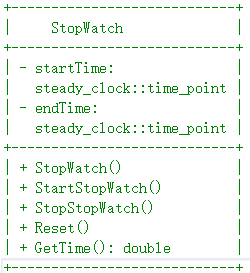 +--------------------------+
| StopWatch |
+--------------------------+
| - startTime: |
| steady_clock::time_point |
| - endTime: |
| steady_clock::time_point |
+--------------------------+
| + StopWatch() |
| + StartStopWatch() |
| + StopStopWatch() |
| + Reset() |
| + GetTime(): double |
+--------------------------+